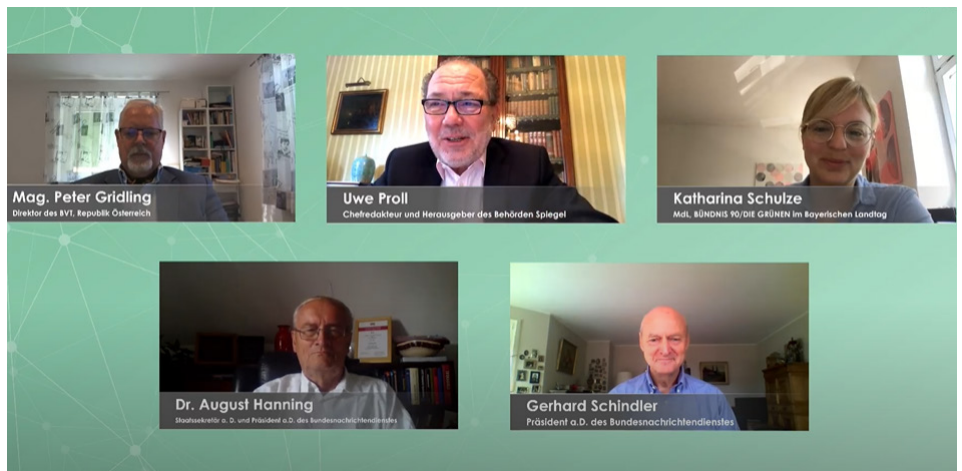 Mag. Peter Gridling
Direktor des BVT, Republik Österreich
Uwe Proll
Chefredakteur und Herausgeber des Behörden Spiegel
Katharina Schulze
MdL, BÜNDNIS 90/DIE GRÜNEN im Bayerischen Landtag
Dr. August Hanning
Staatssekretär a. D. und Präsident a.D. des Bundesnachrichtendienstes
Gerhard Schindler
Präsident a.D. des Bundesnachrichtendienstes